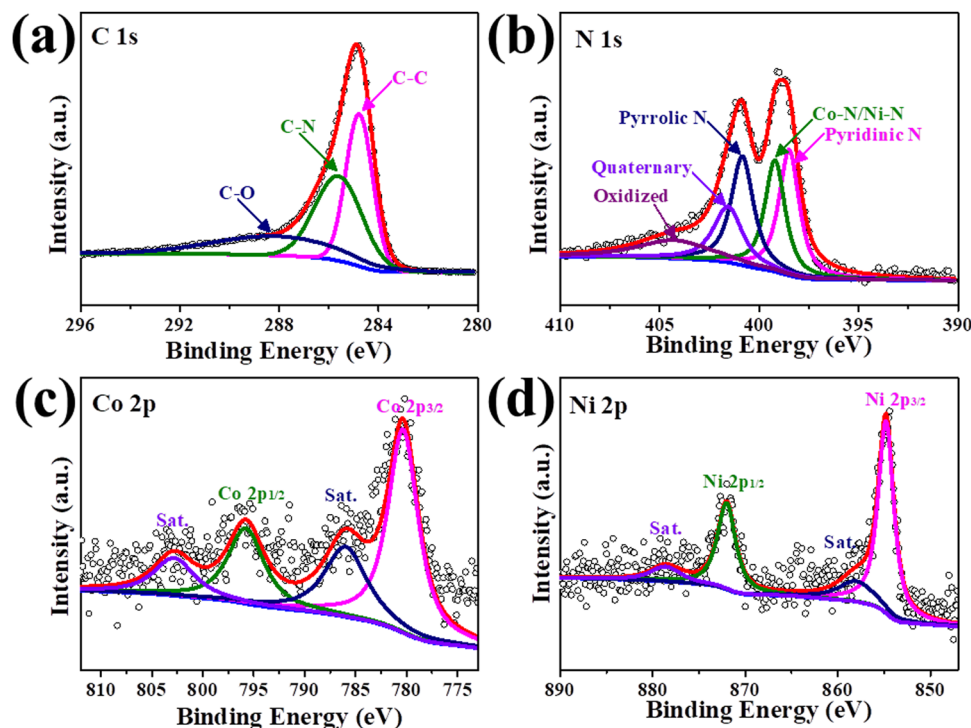 (a) C 1s
C-C
C-N
C-O
Intensity (a.u.)
296 292 288 284 280
Binding Energy (eV)
(b) N 1s
Co-N/Ni-N
Pyrrolic N
Pyridinic N
Quaternary
Oxidized
Intensity (a.u.)
410 405 400 395 390
Binding Energy (eV)
(c) Co 2p
Co 2p3/2
Co 2p1/2
Sat.
Sat.
Intensity (a.u.)
810 805 800 795 790 785 780 775
Binding Energy (eV)
(d) Ni 2p
Ni 2p3/2
Ni 2p1/2
Sat.
Sat.
Intensity (a.u.)
890 880 870 860 850
Binding Energy (eV)